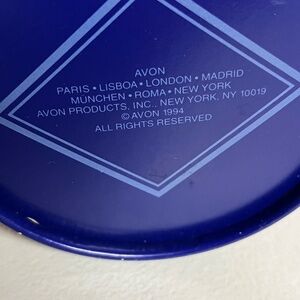 AVON
PARIS • LISBOA • LONDON • MADRID
MÜNCHEN • ROMA • NEW YORK
AVON PRODUCTS, INC., NEW YORK, NY 10019
© AVON 1994
ALL RIGHTS RESERVED